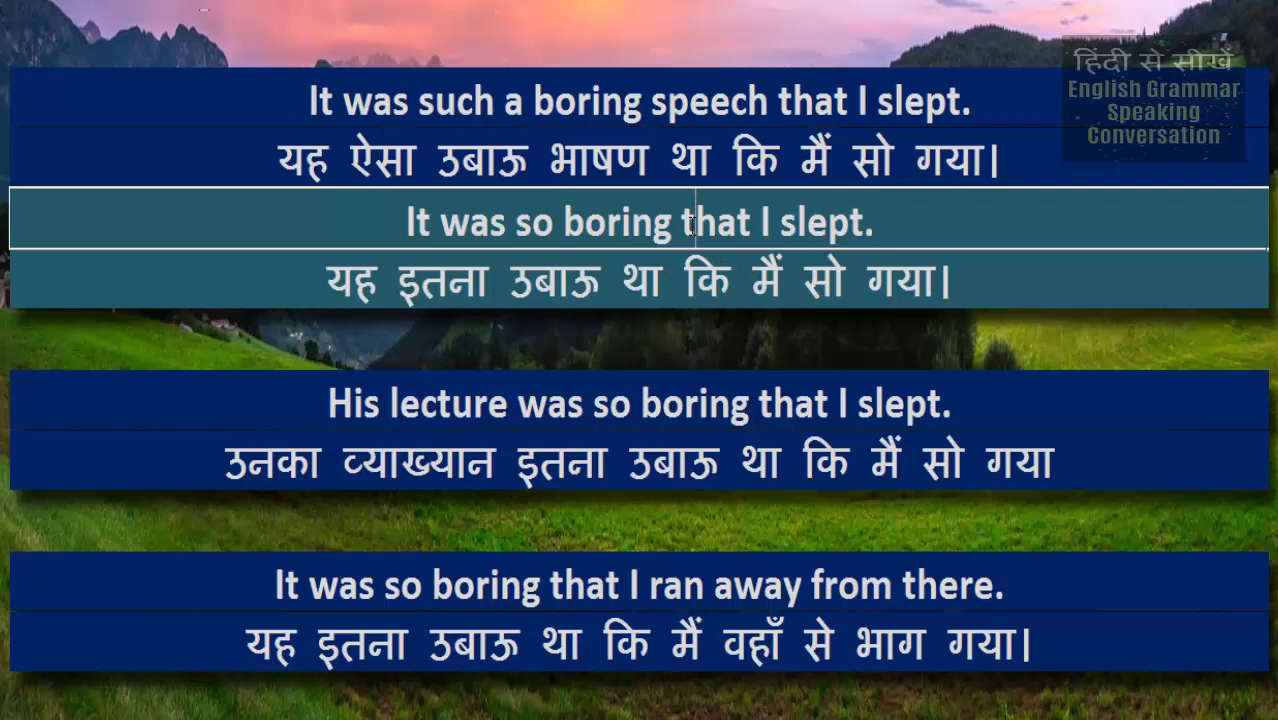 हिंदी से सीखें
English Grammar
Speaking
Conversation
It was such a boring speech that I slept.
यह ऐसा उबाऊ भाषण था कि मैं सो गया।
It was so boring that I slept.
यह इतना उबाऊ था कि मैं सो गया।
His lecture was so boring that I slept.
उनका व्याख्यान इतना उबाऊ था कि मैं सो गया
It was so boring that I ran away from there.
यह इतना उबाऊ था कि मैं वहाँ से भाग गया।